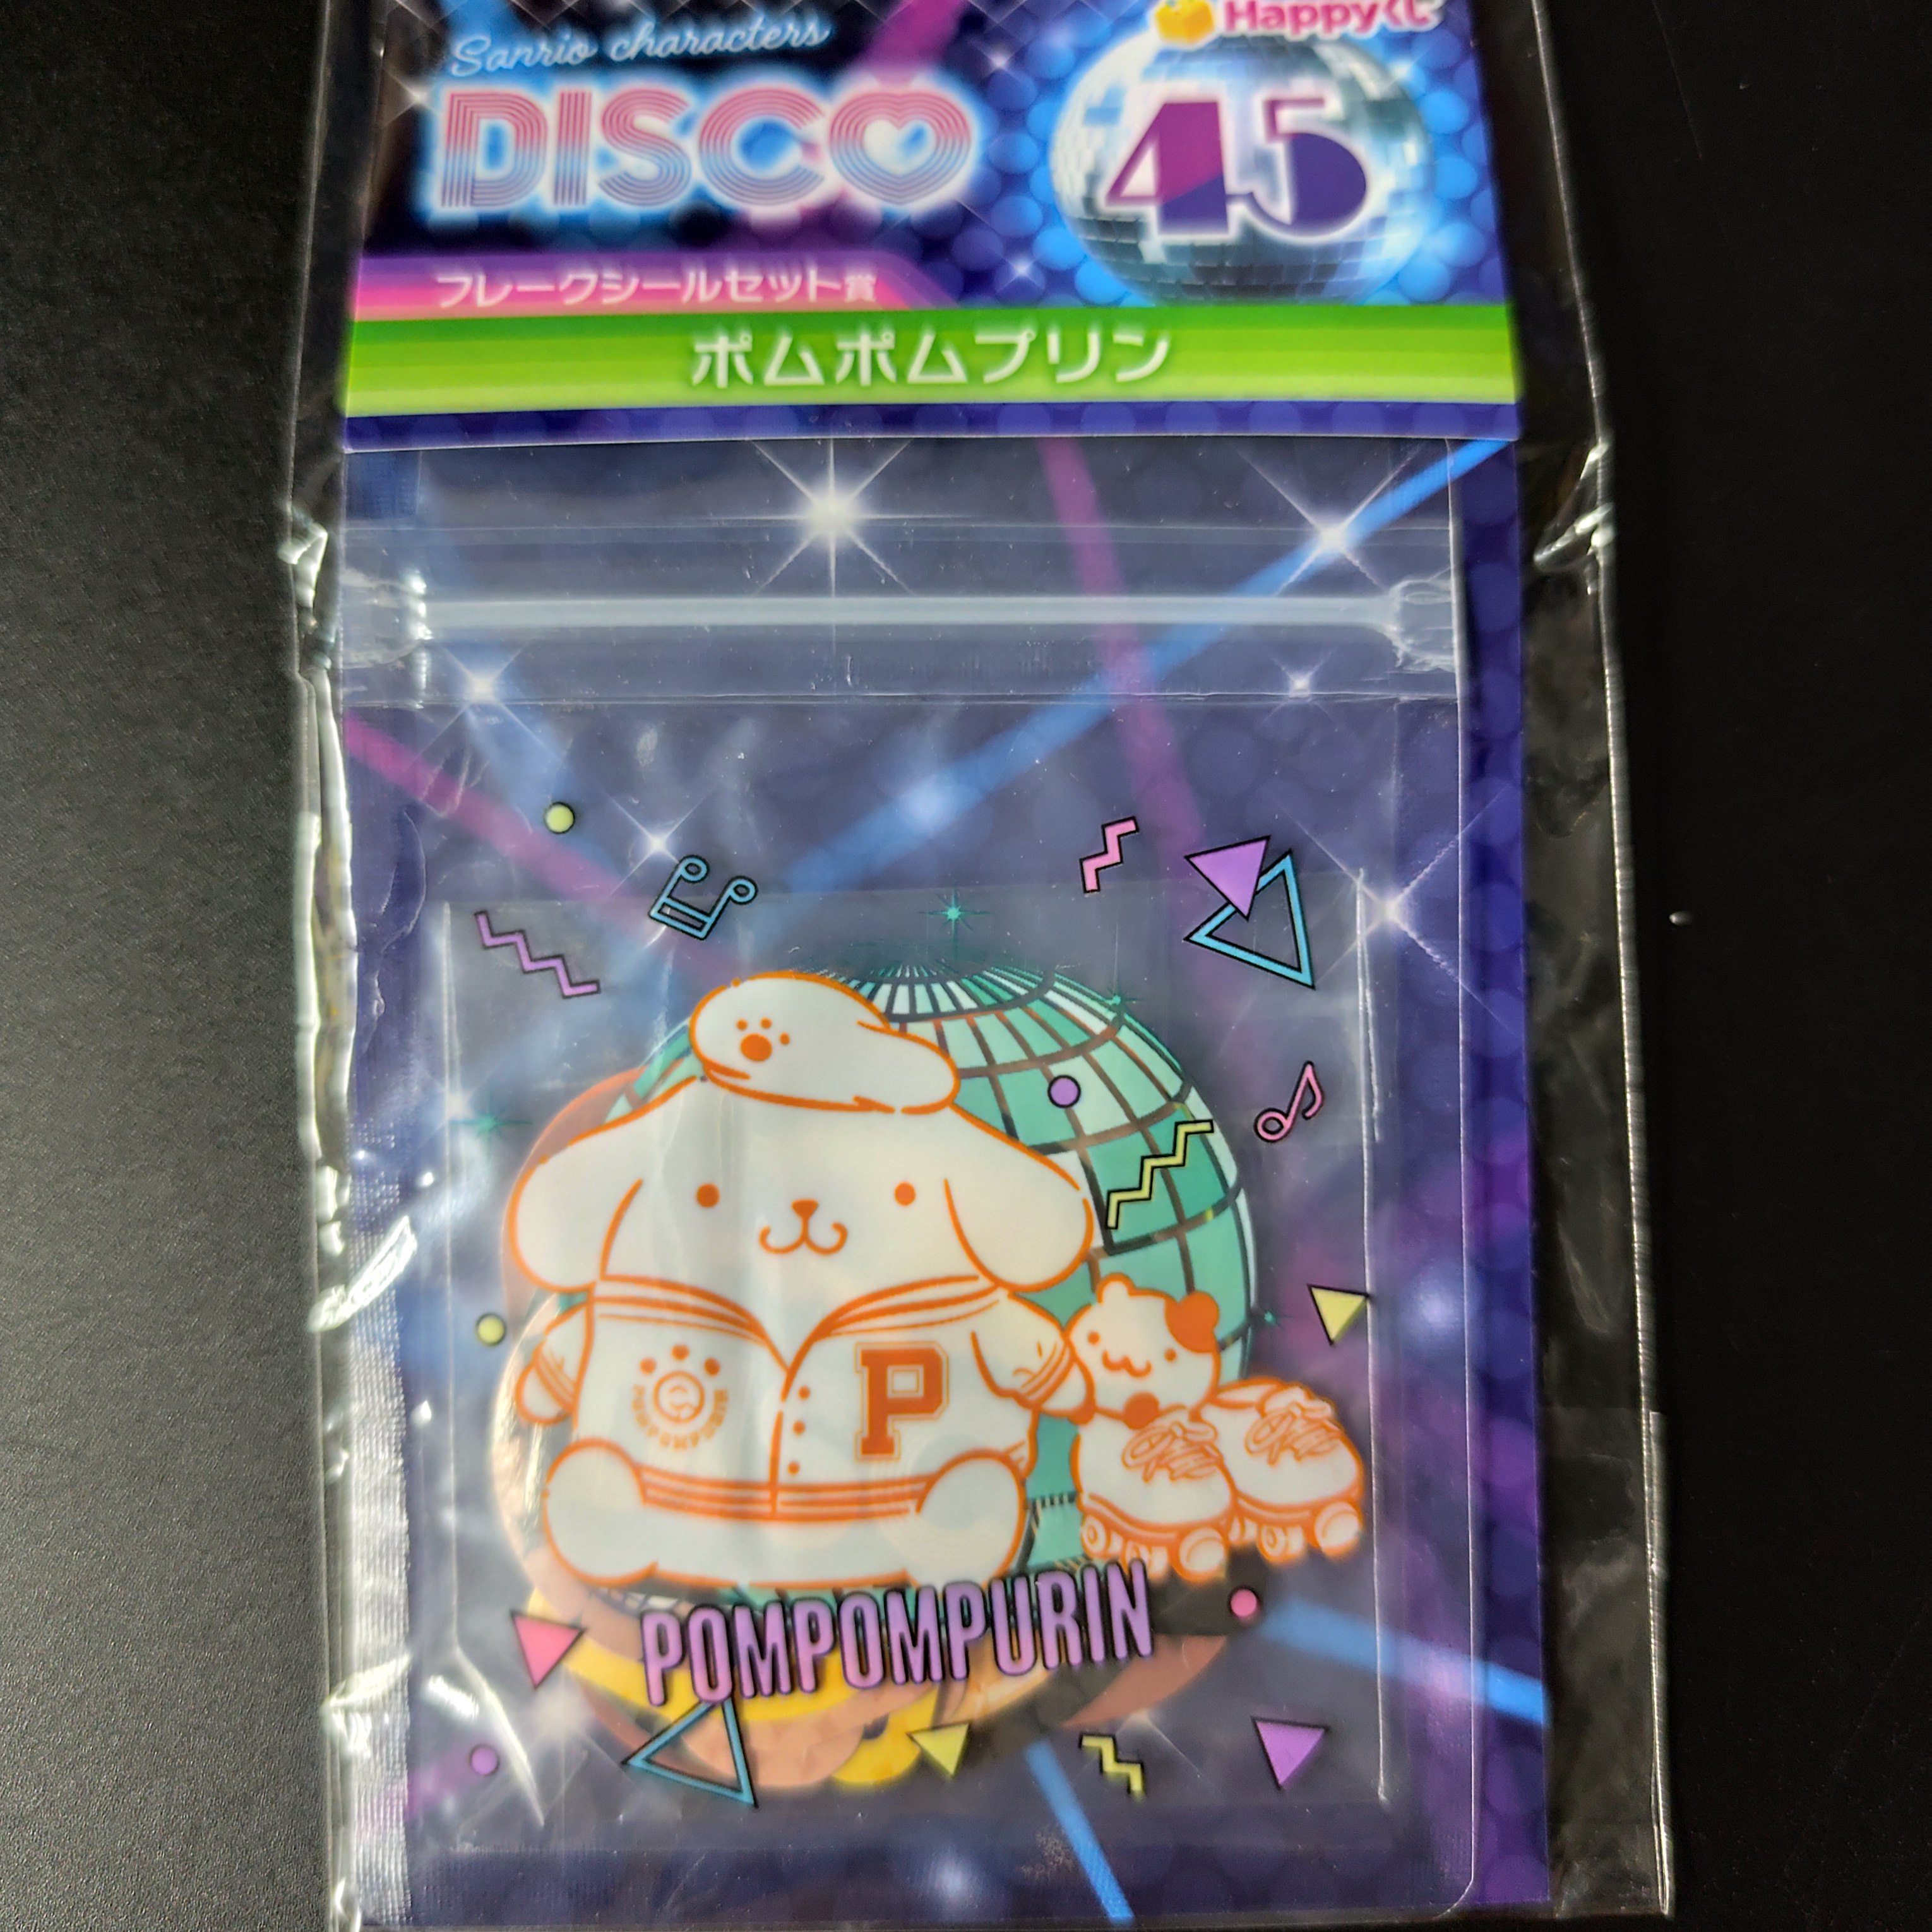 Happyくじ
Sanrio characters
DISCO
45
フレークシールセット賞
ポムポムプリン
P
POMPOMPURIN
POMPOMPURIN